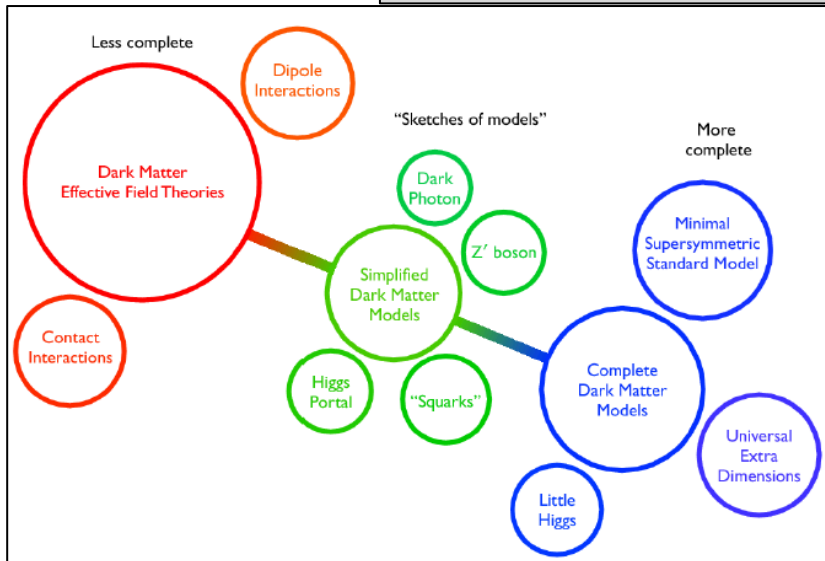 Less complete
Dipole
Interactions
Dark Matter
Effective Field Theories
Contact
Interactions
“Sketches of models”
Dark
Photon
Z′ boson
Simplified
Dark Matter
Models
Higgs
Portal
“Squarks”
More
complete
Minimal
Supersymmetric
Standard Model
Complete
Dark Matter
Models
Universal
Extra
Dimensions
Little
Higgs